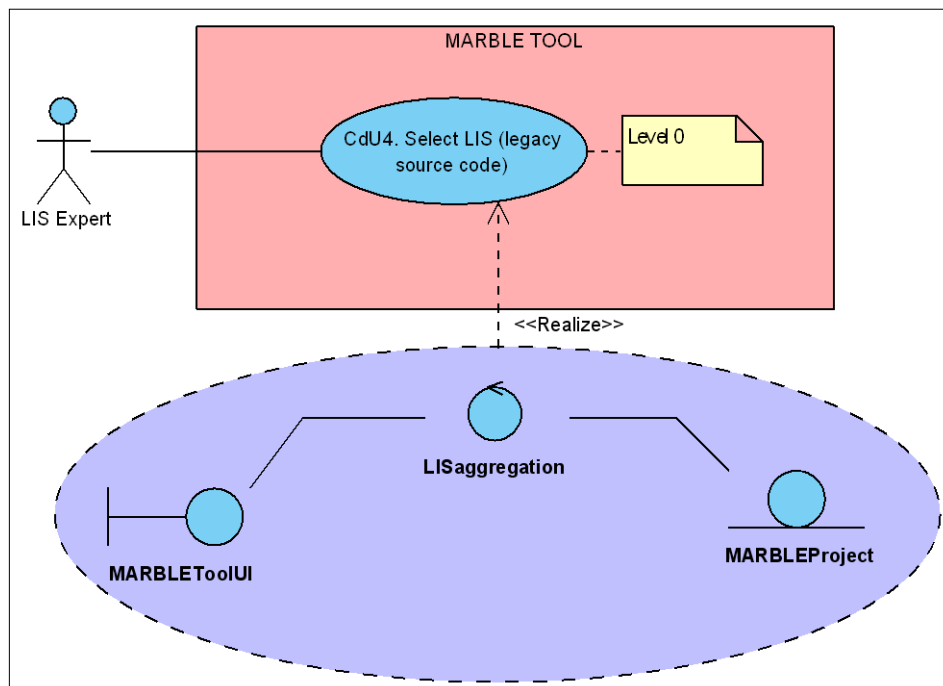 MARBLE TOOL
CdU4. Select LIS (legacy
source code)
Level 0
LIS Expert
<<Realize>>
LISaggregation
MARBLEToolUI
MARBLEProject